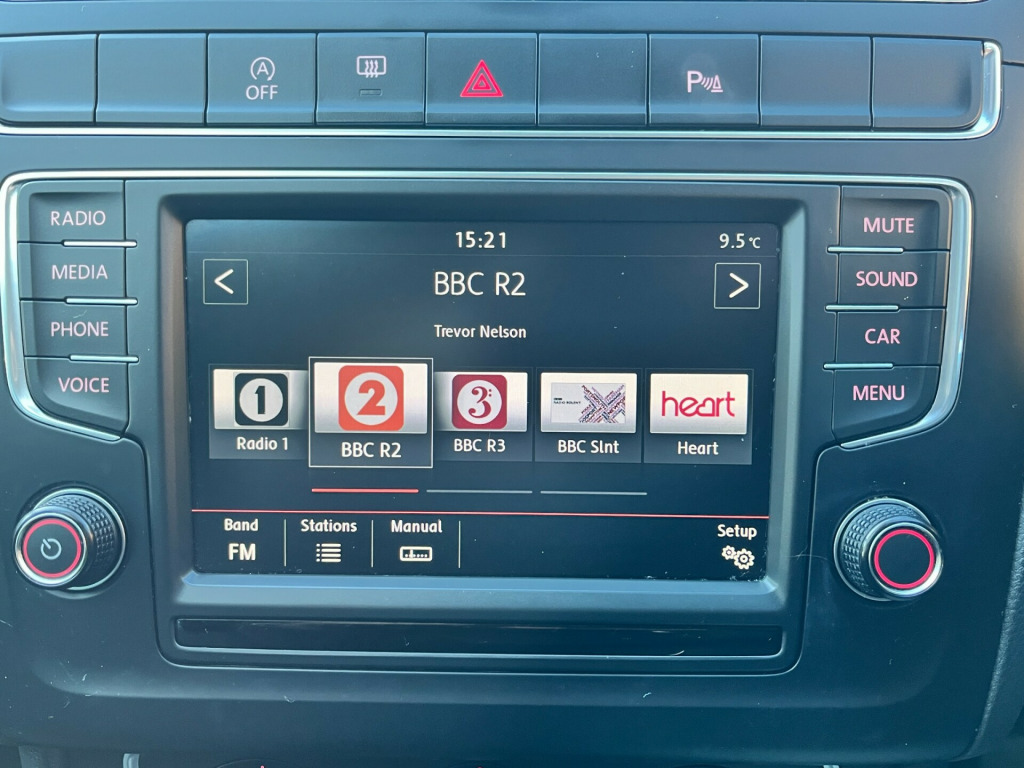 A
OFF
P
RADIO
MEDIA
PHONE
VOICE
15:21
9.5°C
<
BBC R2
>
Trevor Nelson
1
2
3
heart
Radio 1
BBC R2
BBC R3
BBC Slnt
Heart
Band
FM
Stations
Manual
Setup
MUTE
SOUND
CAR
MENU